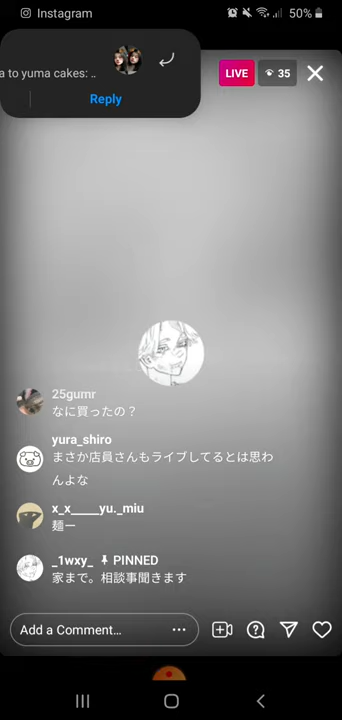 Instagram
50%
a to yuma cakes: ..
Reply
LIVE
35
25gumr
なに買ったの？
yura_shiro
まさか店員さんもライブしてるとは思わ
んよな
x_x_____yu._miu
麺ー
_1wxy_ PINNED
家まで。相談事聞きます
Add a Comment...